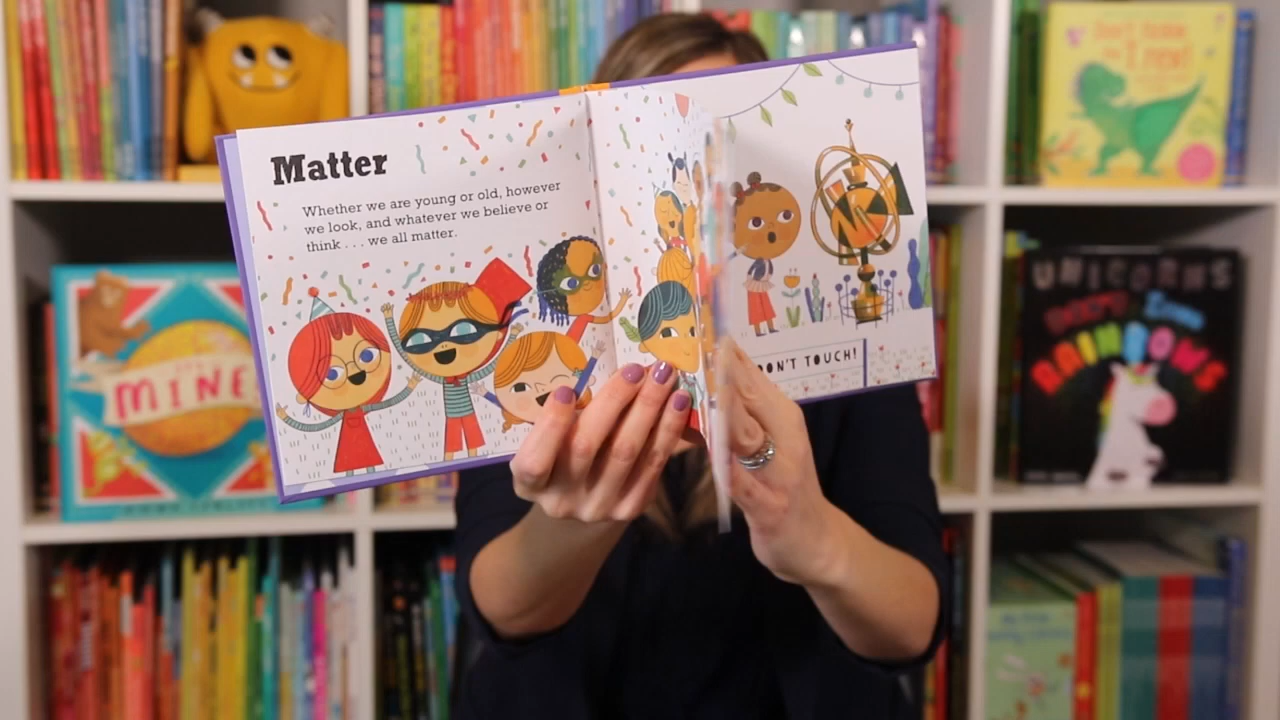 Matter
Whether we are young or old, however
we look, and whatever we believe or
think . . . we all matter.
DON'T TOUCH!
MINE
UNICORNS
RAINBOWS